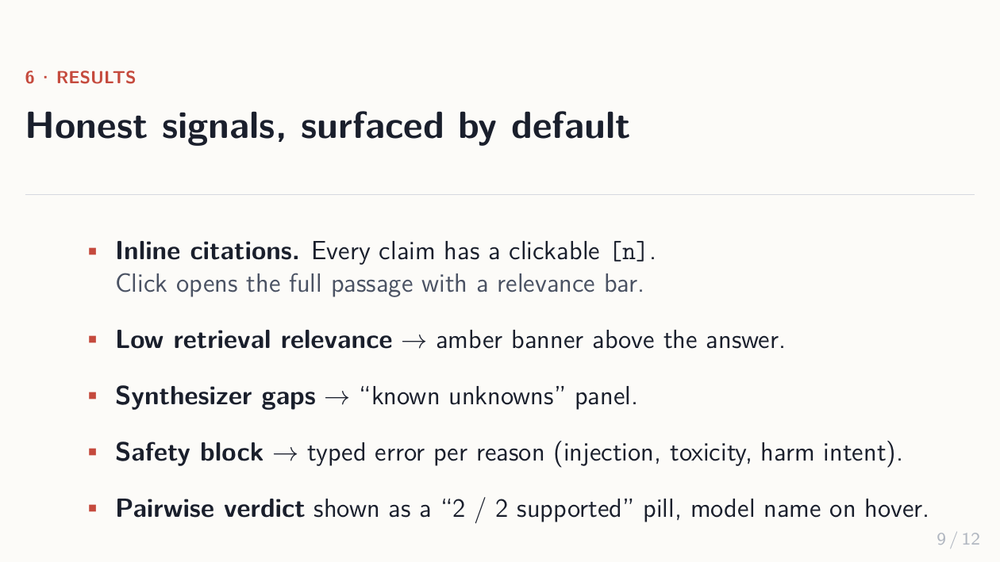 6 · RESULTS
Honest signals, surfaced by default
▪ Inline citations. Every claim has a clickable [n].
Click opens the full passage with a relevance bar.
▪ Low retrieval relevance → amber banner above the answer.
▪ Synthesizer gaps → “known unknowns” panel.
▪ Safety block → typed error per reason (injection, toxicity, harm intent).
▪ Pairwise verdict shown as a “2 / 2 supported” pill, model name on hover.
9 / 12